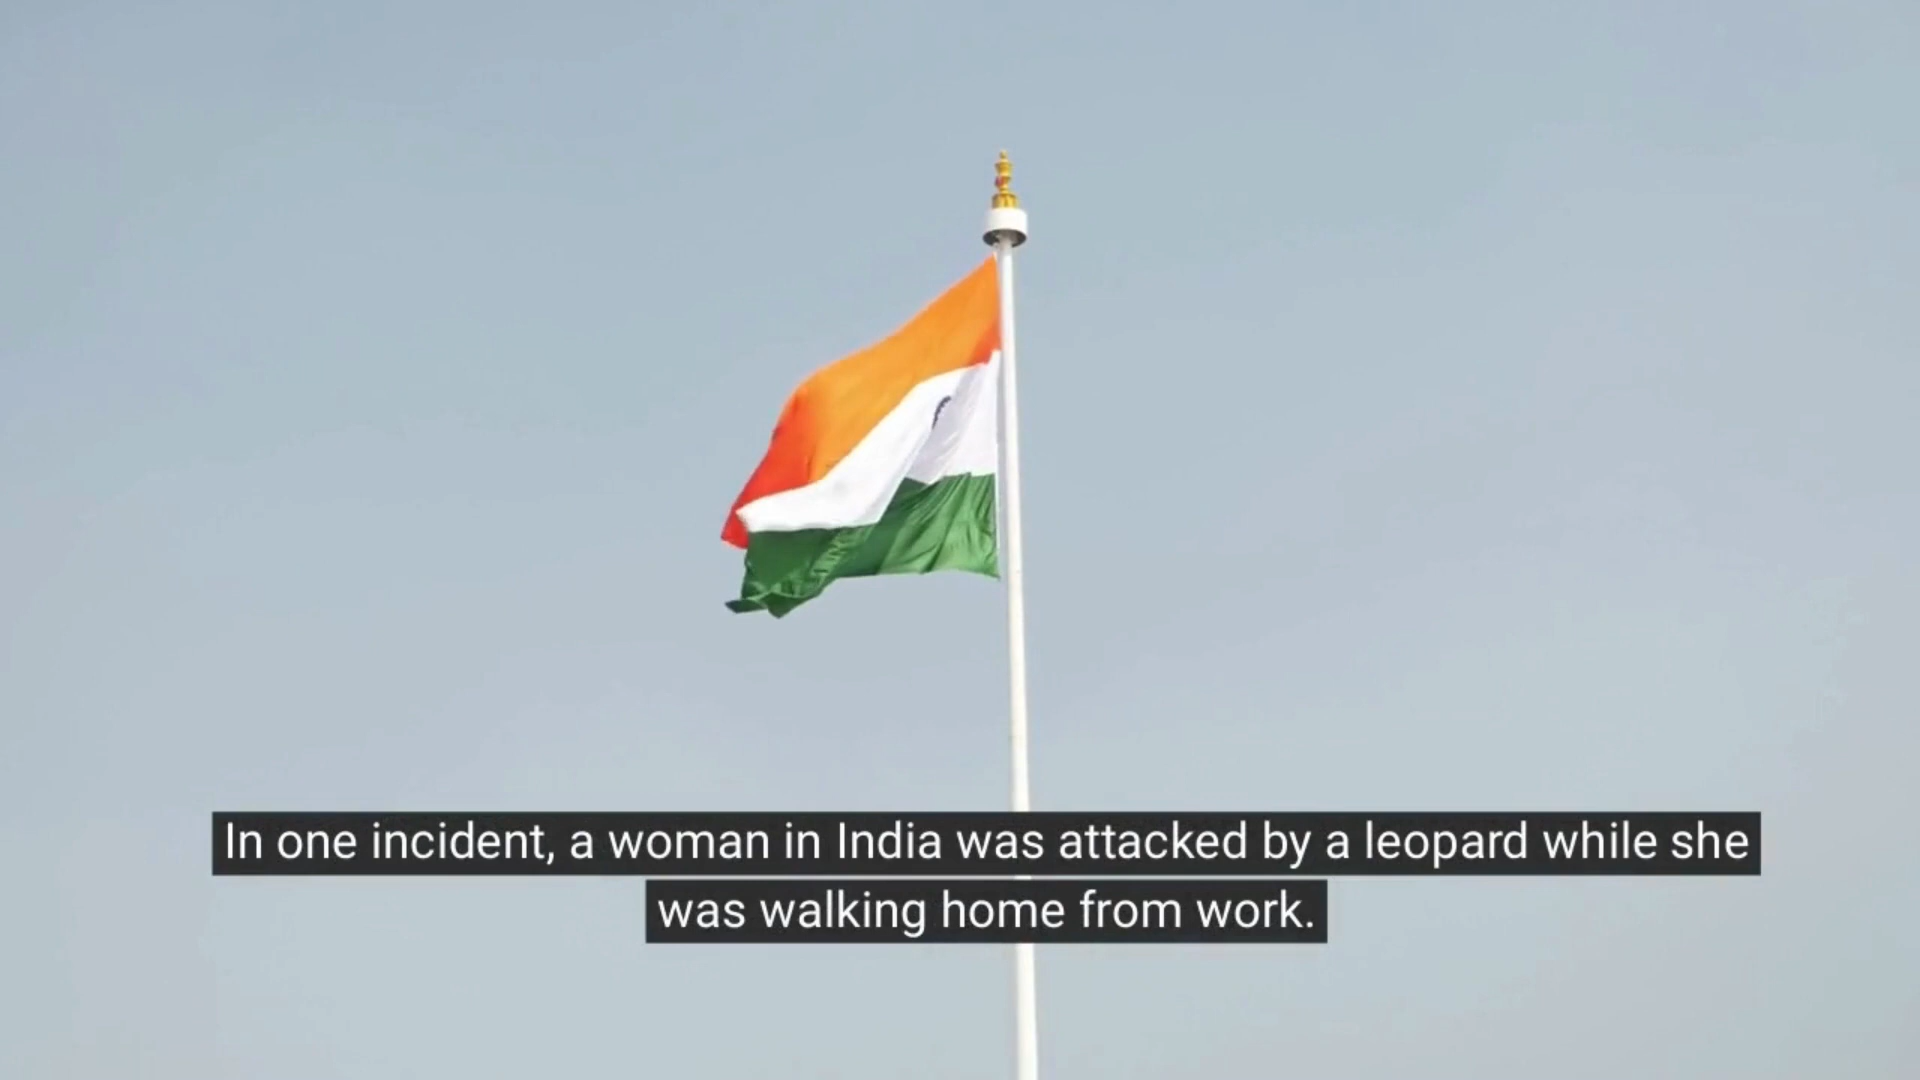 In one incident, a woman in India was attacked by a leopard while she
was walking home from work.